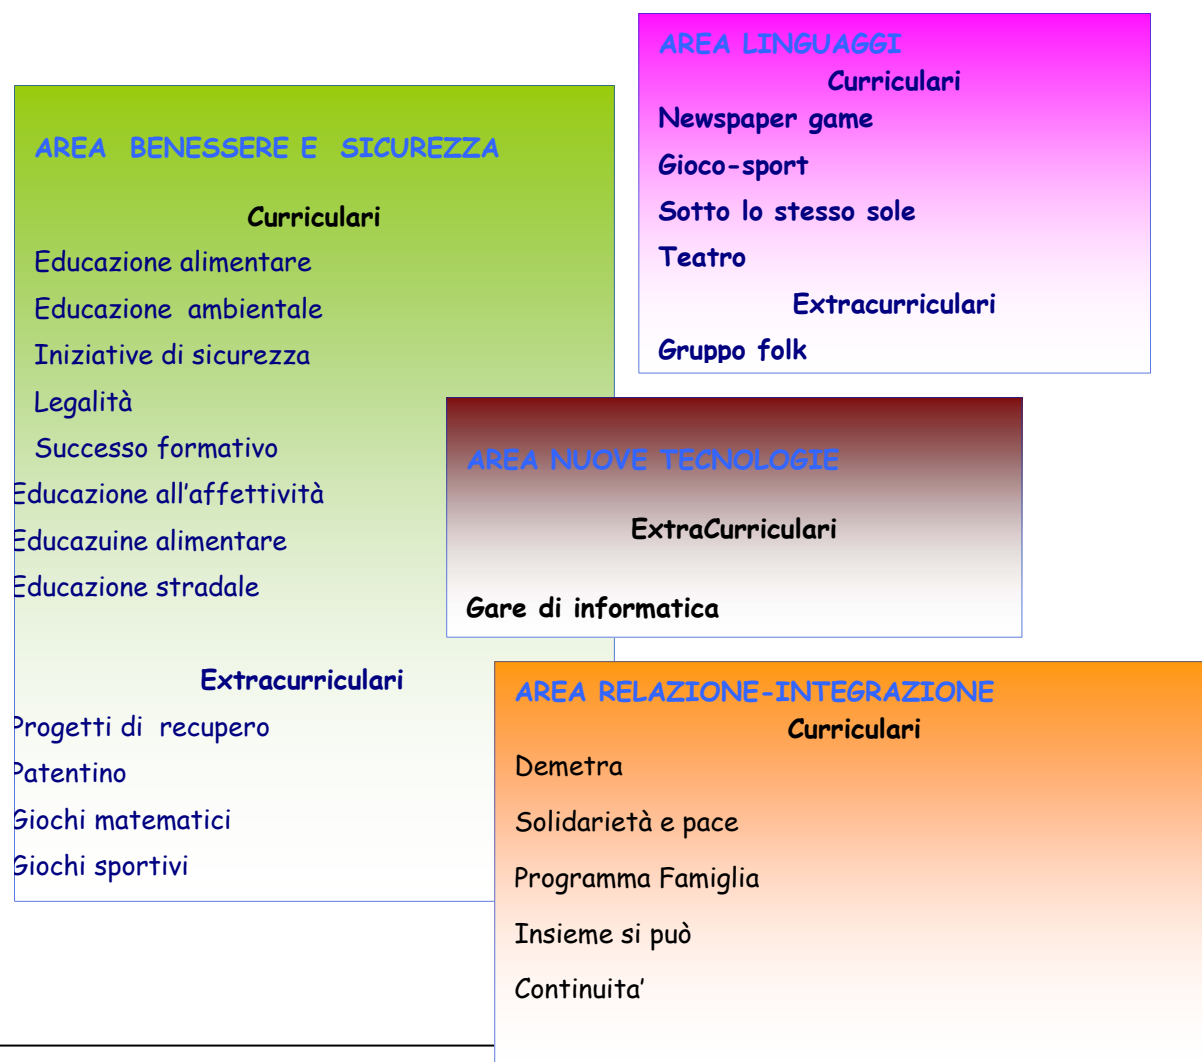 AREA LINGUAGGI
Curriculari
Newspaper game
Gioco-sport
Sotto lo stesso sole
Teatro
Extracurriculari
Gruppo folk
AREA BENESSERE E SICUREZZA
Curriculari
Educazione alimentare
Educazione ambientale
Iniziative di sicurezza
Legalità
Successo formativo
Educazione all'affettività
Educazuine alimentare
Educazione stradale
Extracurriculari
Progetti di recupero
Patentino
Giochi matematici
Giochi sportivi
AREA NUOVE TECNOLOGIE
ExtraCurriculari
Gare di informatica
AREA RELAZIONE-INTEGRAZIONE
Curriculari
Demetra
Solidarietà e pace
Programma Famiglia
Insieme si può
Continuita'